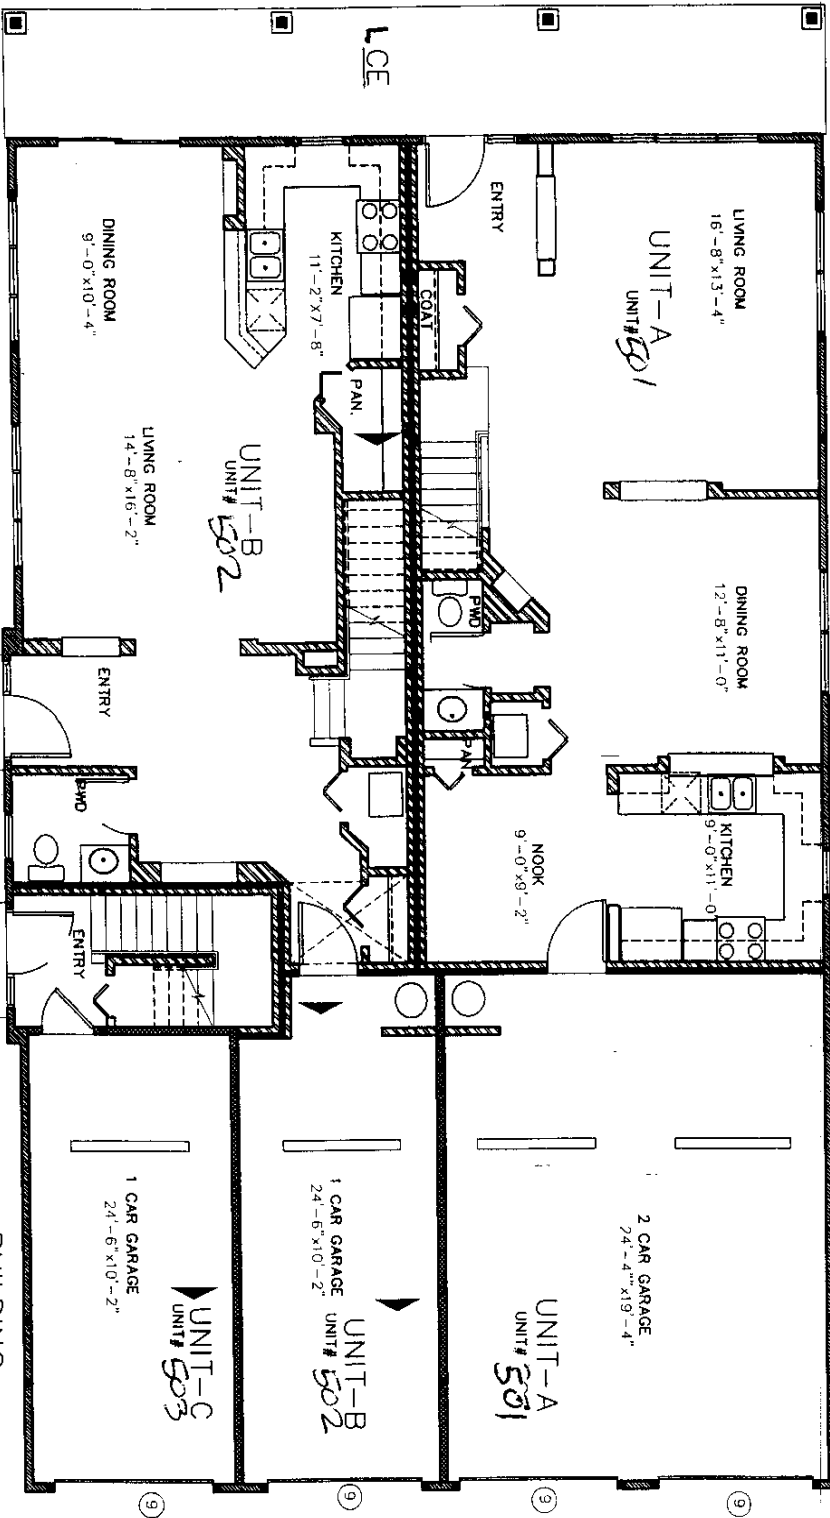 LCE
LIVING ROOM
16'-8"x13'-4"
UNIT-A
UNIT# 501
ENTRY
COAT
KITCHEN
11'-2"x7'-8"
DINING ROOM
9'-0"x10'-4"
PAN.
LIVING ROOM
14'-8"x16'-2"
UNIT-B
UNIT# 502
DINING ROOM
12'-8"x11'-0"
PWD
PAN
ENTRY
KITCHEN
9'-0"x11'-0
NOOK
9'-0"x9'-2"
PWD
ENTRY
2 CAR GARAGE
24'-4""x19'-4"
UNIT-A
UNIT# 501
1 CAR GARAGE
24'-6"x10'-2"
UNIT-B
UNIT# 502
1 CAR GARAGE
24'-6"x10'-2"
UNIT-C
UNIT# 503
9
9
9
9